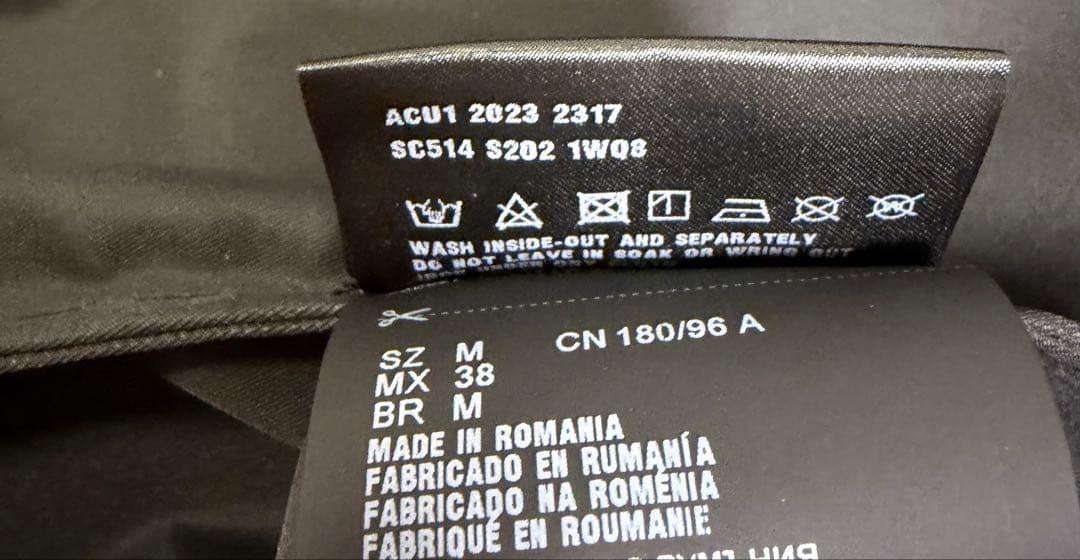 ACU1 2023 2317
SC514 S202 1WQ8
WASH INSIDE-OUT AND SEPARATELY
DO NOT LEAVE IN SOAK OR WRING OUT
SZ M CN 180/96 A
MX 38
BR M
MADE IN ROMANIA
FABRICADO EN RUMANÍA
FABRICADO NA ROMÉNIA
FABRIQUÉ EN ROUMANIE